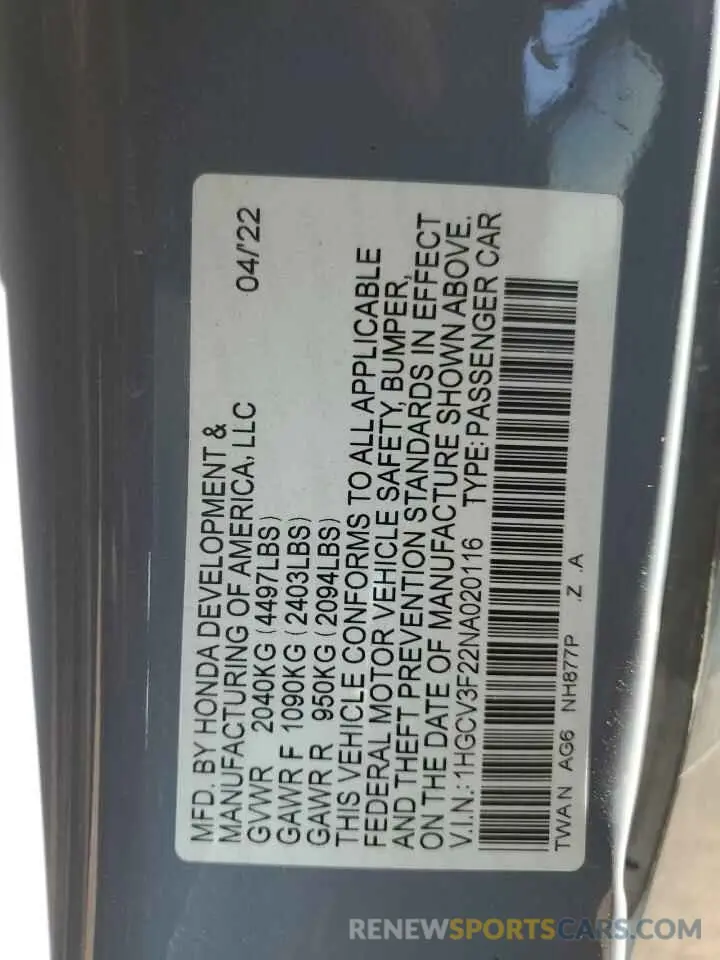 MFD. BY HONDA DEVELOPMENT &
MANUFACTURING OF AMERICA, LLC 04/'22
GVWR 2040KG (4497LBS)
GAWR F 1090KG (2403LBS)
GAWR R 950KG (2094LBS)
THIS VEHICLE CONFORMS TO ALL APPLICABLE
FEDERAL MOTOR VEHICLE SAFETY, BUMPER,
AND THEFT PREVENTION STANDARDS IN EFFECT
ON THE DATE OF MANUFACTURE SHOWN ABOVE.
V.I.N.: 1HGCV3F22NA020116 TYPE: PASSENGER CAR
TWAN AG6 NH877P .Z .A
RENEWSPORTSCARS.COM